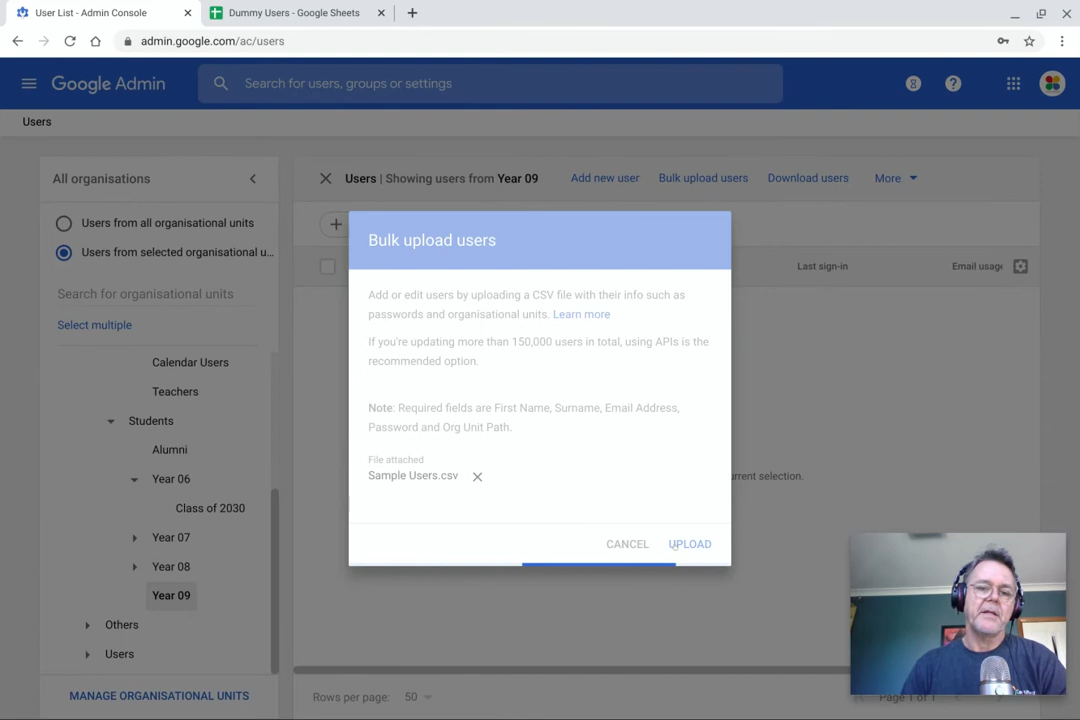 User List - Admin Console
Dummy Users - Google Sheets
admin.google.com/ac/users
Google Admin
Search for users, groups or settings
Users
All organisations
Users | Showing users from Year 09
Add new user
Bulk upload users
Download users
More
Users from all organisational units
Users from selected organisational u...
Search for organisational units
Select multiple
Calendar Users
Teachers
Students
Alumni
Year 06
Class of 2030
Year 07
Year 08
Year 09
Others
Users
MANAGE ORGANISATIONAL UNITS
Last sign-in
Email usage
Bulk upload users
Add or edit users by uploading a CSV file with their info such as
passwords and organisational units. Learn more
If you're updating more than 150,000 users in total, using APIs is the
recommended option.
Note: Required fields are First Name, Surname, Email Address,
Password and Org Unit Path.
File attached
Sample Users.csv
CANCEL
UPLOAD
urrent selection.
Rows per page: 50
Page 1 of 1